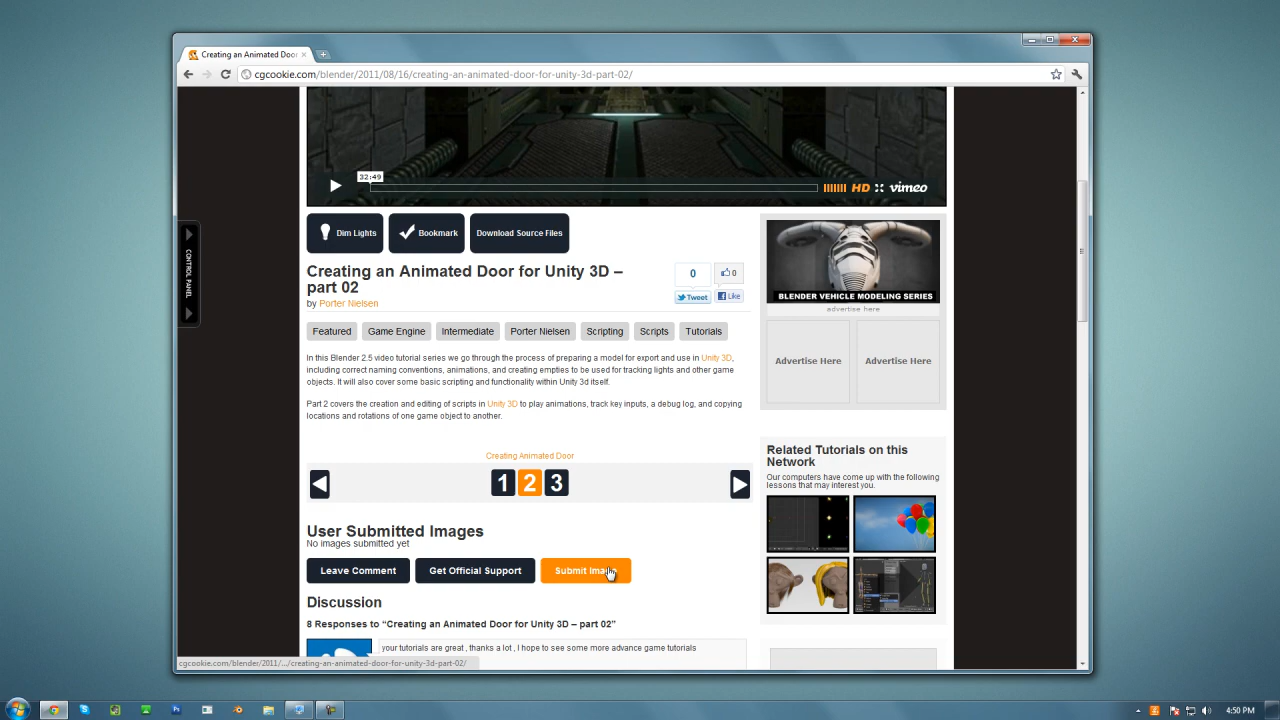 Creating an Animated Door
cgcookie.com/blender/2011/08/16/creating-an-animated-door-for-unity-3d-part-02/
32:49
HD vimeo
CONTROL PANEL
Dim Lights
Bookmark
Download Source Files
Creating an Animated Door for Unity 3D –
part 02
by Porter Nielsen
0
0
Tweet
Like
Featured
Game Engine
Intermediate
Porter Nielsen
Scripting
Scripts
Tutorials
In this Blender 2.5 video tutorial series we go through the process of preparing a model for export and use in Unity 3D,
including correct naming conventions, animations, and creating empties to be used for tracking lights and other game
objects. It will also cover some basic scripting and functionality within Unity 3d itself.
Part 2 covers the creation and editing of scripts in Unity 3D to play animations, track key inputs, a debug log, and copying
locations and rotations of one game object to another.
Creating Animated Door
1 2 3
User Submitted Images
No images submitted yet
Leave Comment
Get Official Support
Submit Image
Discussion
8 Responses to “Creating an Animated Door for Unity 3D – part 02”
your tutorials are great , thanks a lot , I hope to see some more advance game tutorials
BLENDER VEHICLE MODELING SERIES
advertise here
Advertise Here
Advertise Here
Related Tutorials on this
Network
Our computers have come up with the following
lessons that may interest you.
cgcookie.com/blender/2011/.../creating-an-animated-door-for-unity-3d-part-02/
4:50 PM